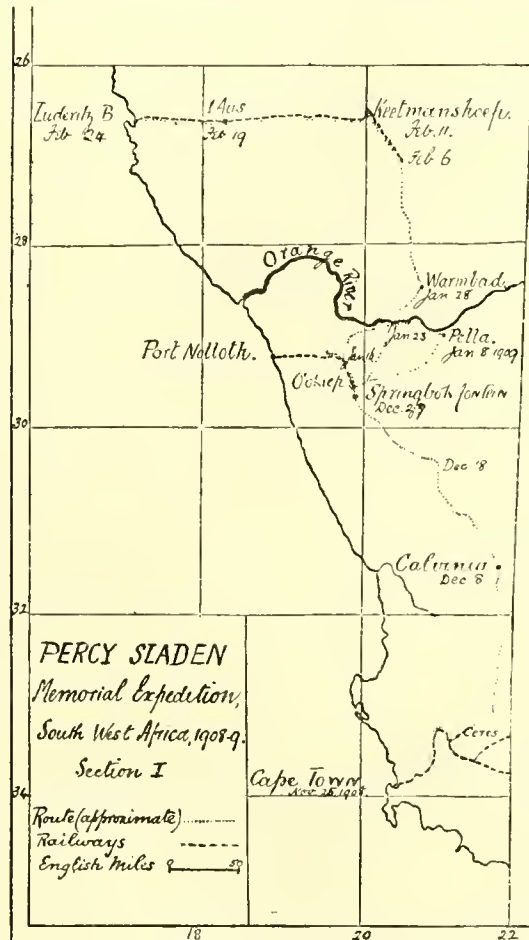 26
Luderitz B
Feb 24
Aus
Feb 19
Keetmanshoep.
Feb. 11.
Feb 6
28
Orange River
Warmbad.
Jan 28
Port Nolloth.
Jan 23
Pella.
Jan 8 1909
O'okiep
Springbok fontein
Dec.
30
Dec 18
Calvinia
Dec 8
32
PERCY SLADEN
Memorial Expedition,
South West Africa, 1908-9.
Section I
Ceres
Cape Town
Nov 25 1908
34
Route (approximate)
Railways
English Miles 0 50
18
20
22